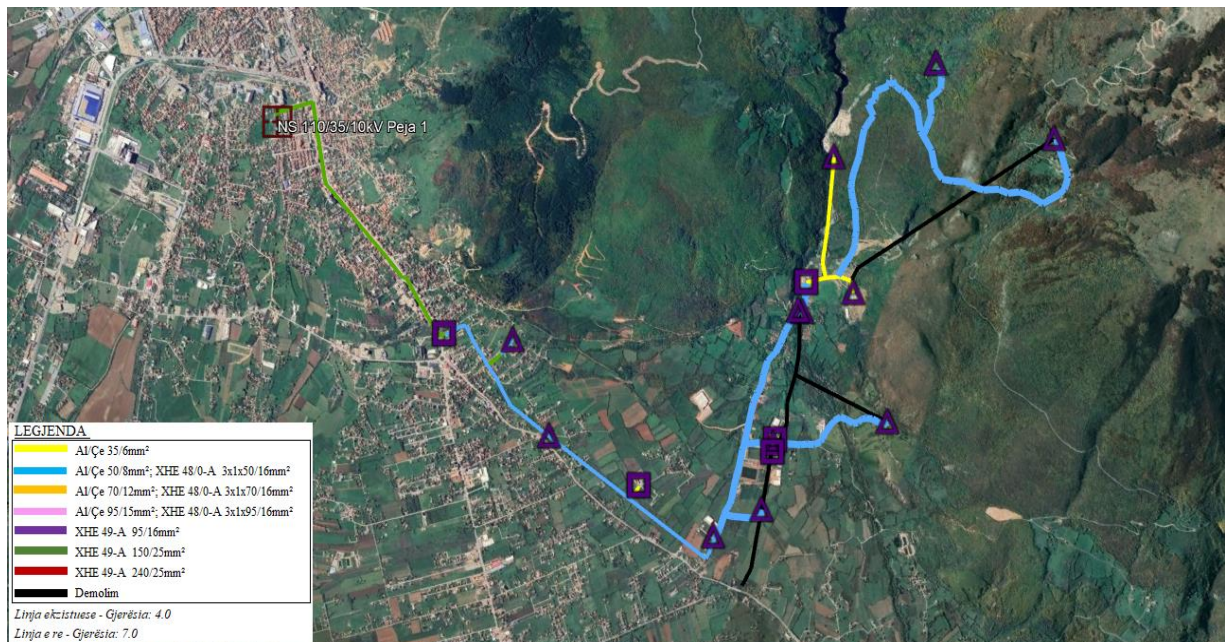 NS 110/35/10kV Peja 1
LEGJENDA
Al/Çe 35/6mm²
Al/Çe 50/8mm²; XHE 48/0-A 3x1x50/16mm²
Al/Çe 70/12mm²; XHE 48/0-A 3x1x70/16mm²
Al/Çe 95/15mm²; XHE 48/0-A 3x1x95/16mm²
XHE 49-A 95/16mm²
XHE 49-A 150/25mm²
XHE 49-A 240/25mm²
Demolim
Linja ekzistuese - Gjerësia: 4.0
Linja e re - Gjerësia: 7.0